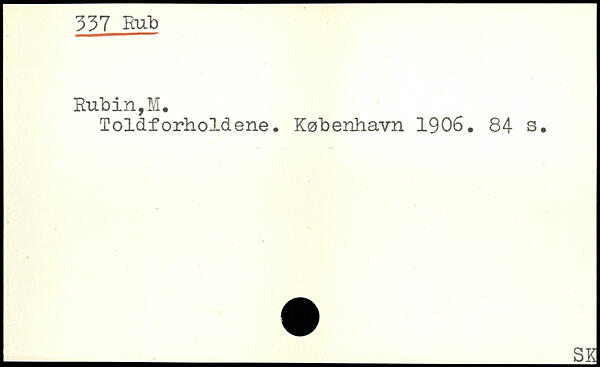 337 Rub
Rubin,M.
Toldforholdene. København 1906. 84 s.
SK